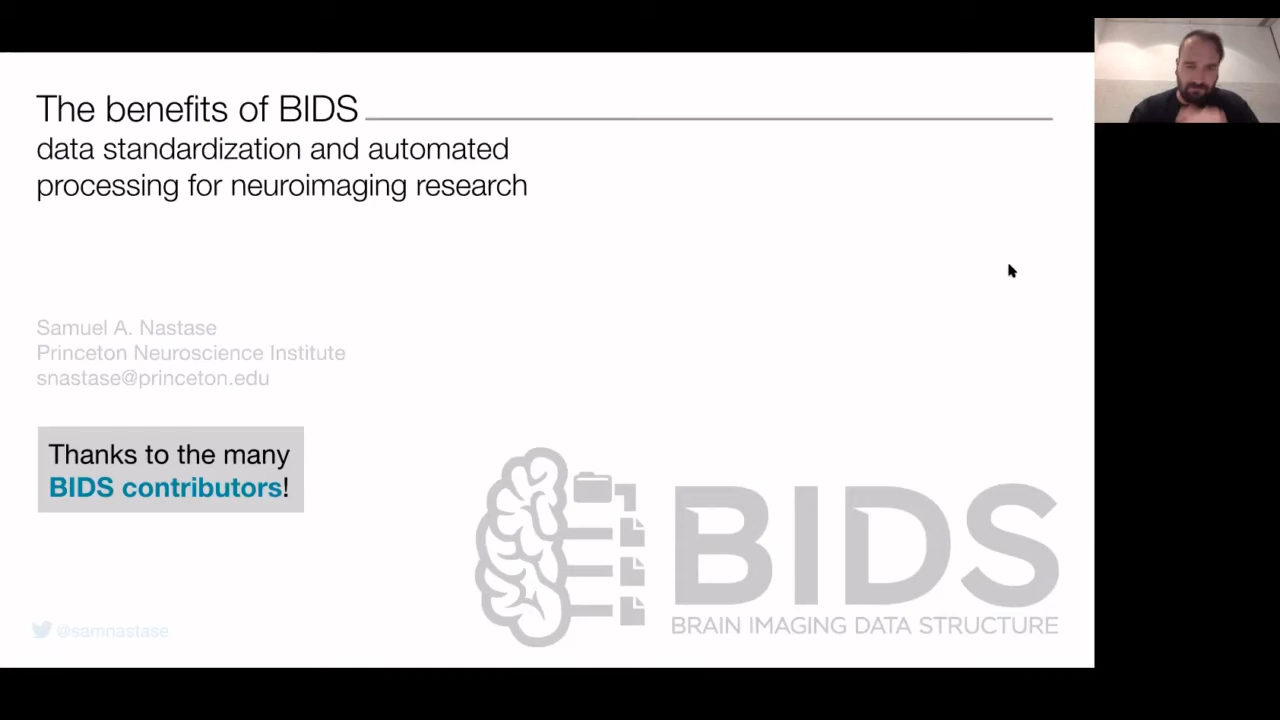 The benefits of BIDS
data standardization and automated
processing for neuroimaging research
Samuel A. Nastase
Princeton Neuroscience Institute
snastase@princeton.edu
Thanks to the many
BIDS contributors!
BIDS
BRAIN IMAGING DATA STRUCTURE
@samnastase